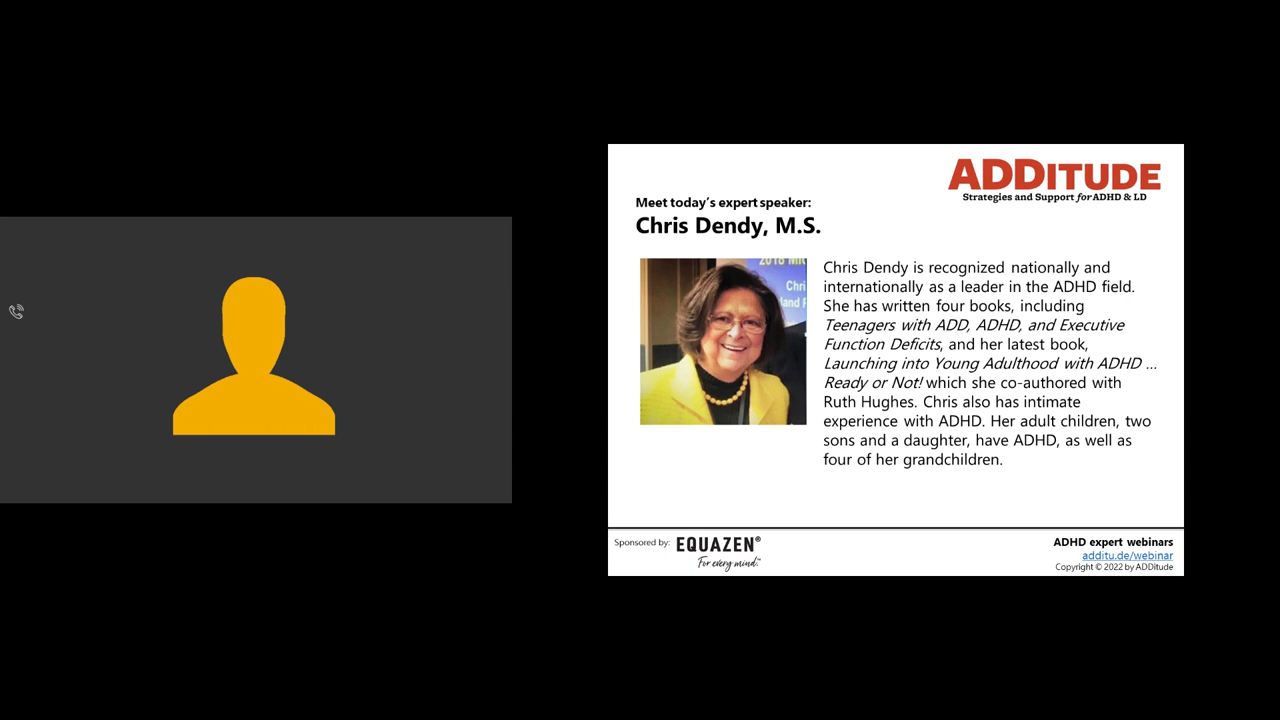 ADDITUDE
Strategies and Support for ADHD & LD
Meet today's expert speaker:
Chris Dendy, M.S.
2018
Chri
Chris Dendy is recognized nationally and
internationally as a leader in the ADHD field.
She has written four books, including
Teenagers with ADD, ADHD, and Executive
Function Deficits, and her latest book,
Launching into Young Adulthood with ADHD ...
Ready or Not! which she co-authored with
Ruth Hughes. Chris also has intimate
experience with ADHD. Her adult children, two
sons and a daughter, have ADHD, as well as
four of her grandchildren.
Sponsored by: EQUAZEN®
For every mind.™
ADHD expert webinars
additu.de/webinar
Copyright © 2022 by ADDitude